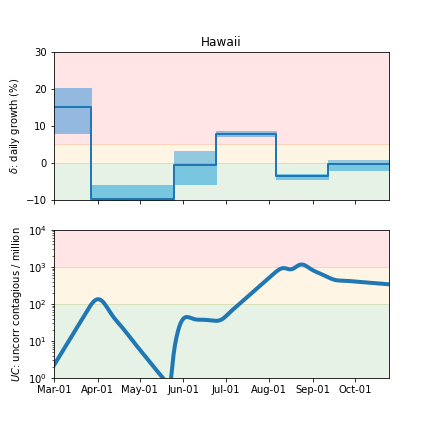 Hawaii
δ: daily growth (%)
30
20
10
0
−10
UC: uncorr contagious / million
10⁴
10³
10²
10¹
10⁰
Mar-01 Apr-01 May-01 Jun-01 Jul-01 Aug-01 Sep-01 Oct-01